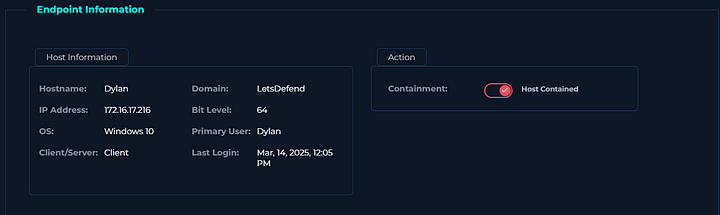 Endpoint Information
Host Information
Hostname: Dylan Domain: LetsDefend
IP Address: 172.16.17.216 Bit Level: 64
OS: Windows 10 Primary User: Dylan
Client/Server: Client Last Login: Mar, 14, 2025, 12:05
PM
Action
Containment: Host Contained